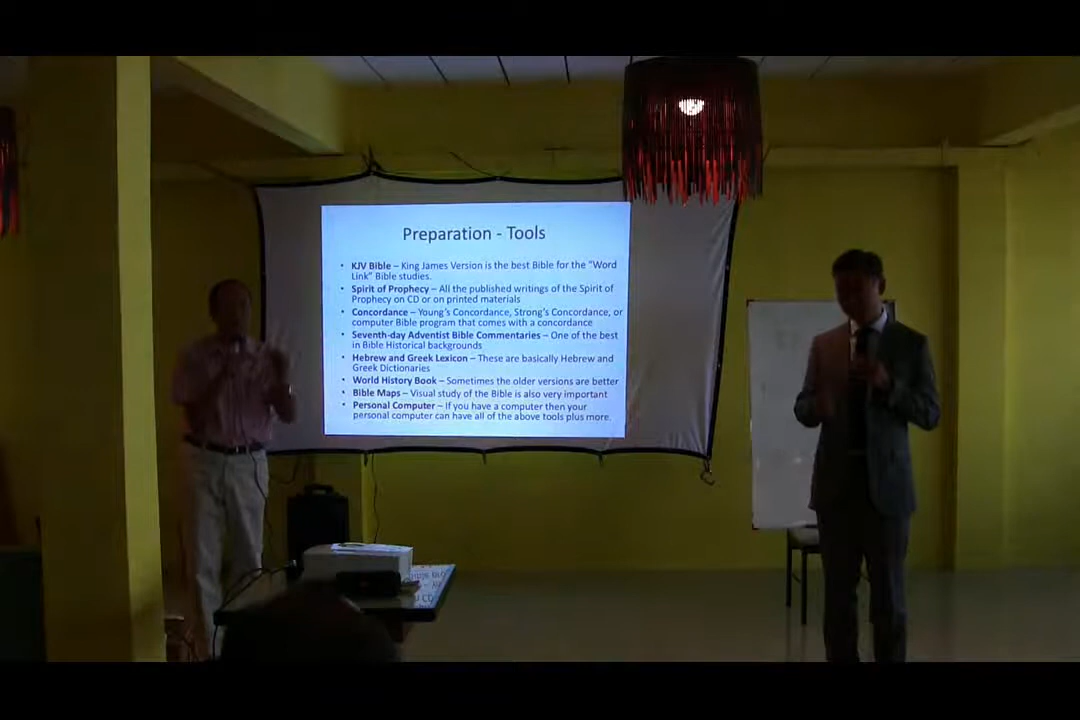 Preparation - Tools
• KJV Bible – King James Version is the best Bible for the "Word
Link" Bible studies.
• Spirit of Prophecy – All the published writings of the Spirit of
Prophecy on CD or on printed materials
• Concordance – Young's Concordance, Strong's Concordance, or
computer Bible program that comes with a concordance
• Seventh-day Adventist Bible Commentaries – One of the best
in Bible Historical backgrounds
• Hebrew and Greek Lexicon – These are basically Hebrew and
Greek Dictionaries
• World History Book – Sometimes the older versions are better
• Bible Maps – Visual study of the Bible is also very important
• Personal Computer – If you have a computer then your
personal computer can have all of the above tools plus more.